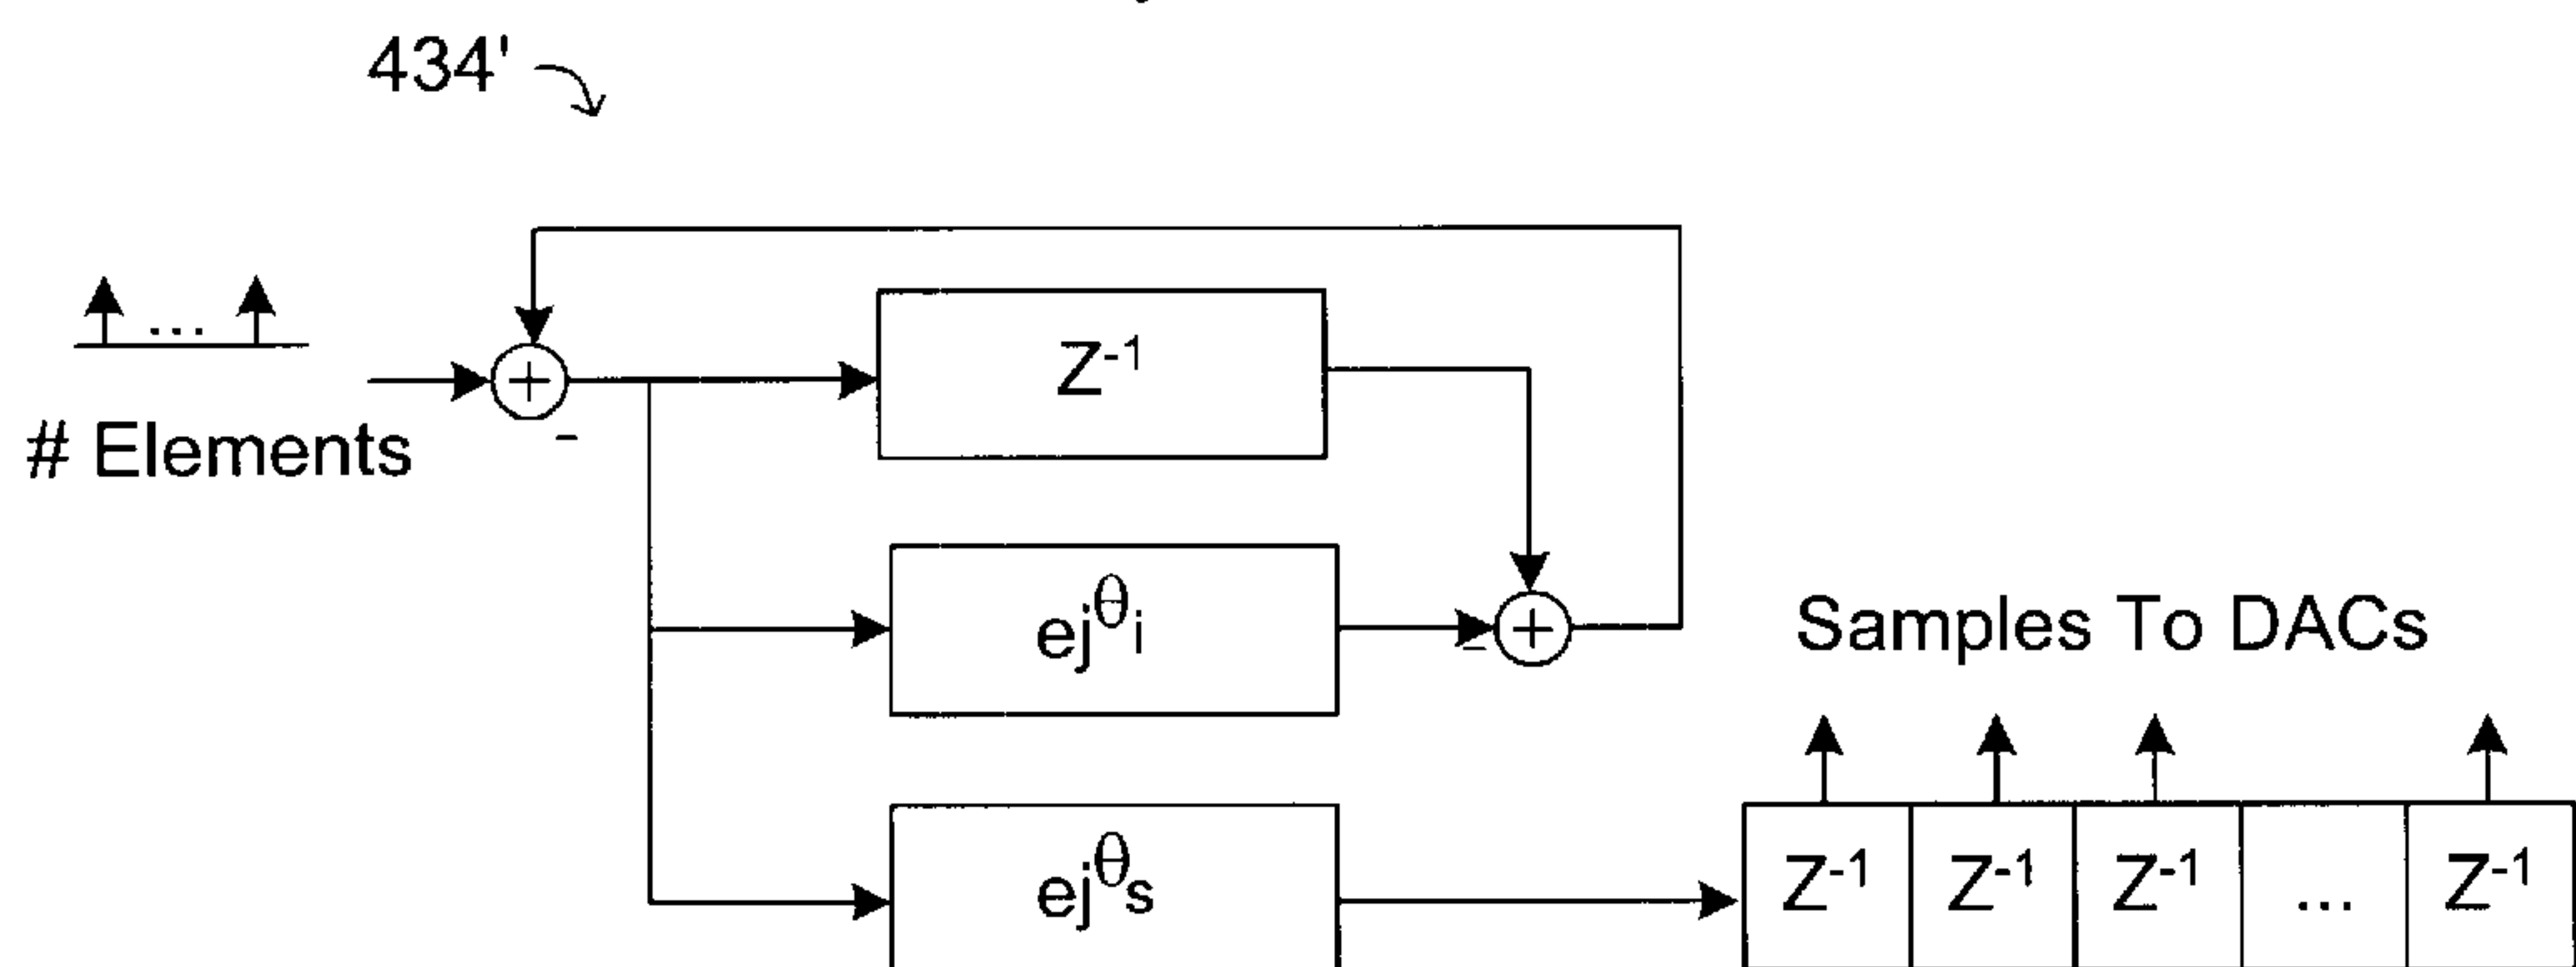 434'
...
+
-
# Elements
Z⁻¹
ejθi
-
+
Samples To DACs
ejθs
Z⁻¹ Z⁻¹ Z⁻¹ ... Z⁻¹